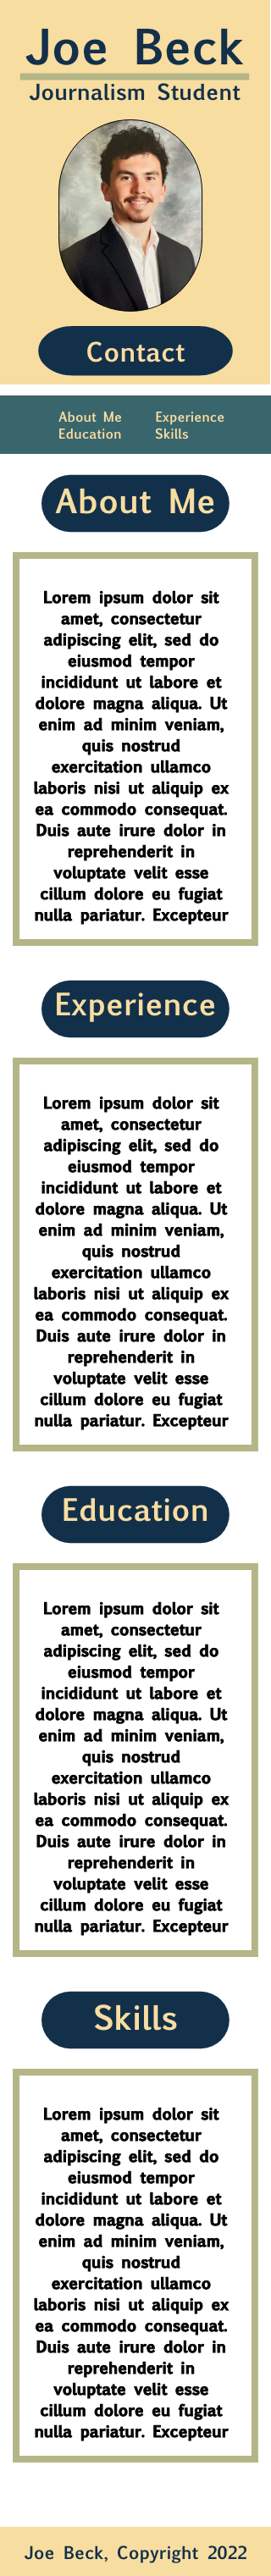 Joe Beck
Journalism Student
Contact
About Me Experience
Education Skills
About Me
Lorem ipsum dolor sit
amet, consectetur
adipiscing elit, sed do
eiusmod tempor
incididunt ut labore et
dolore magna aliqua. Ut
enim ad minim veniam,
quis nostrud
exercitation ullamco
laboris nisi ut aliquip ex
ea commodo consequat.
Duis aute irure dolor in
reprehenderit in
voluptate velit esse
cillum dolore eu fugiat
nulla pariatur. Excepteur
Experience
Lorem ipsum dolor sit
amet, consectetur
adipiscing elit, sed do
eiusmod tempor
incididunt ut labore et
dolore magna aliqua. Ut
enim ad minim veniam,
quis nostrud
exercitation ullamco
laboris nisi ut aliquip ex
ea commodo consequat.
Duis aute irure dolor in
reprehenderit in
voluptate velit esse
cillum dolore eu fugiat
nulla pariatur. Excepteur
Education
Lorem ipsum dolor sit
amet, consectetur
adipiscing elit, sed do
eiusmod tempor
incididunt ut labore et
dolore magna aliqua. Ut
enim ad minim veniam,
quis nostrud
exercitation ullamco
laboris nisi ut aliquip ex
ea commodo consequat.
Duis aute irure dolor in
reprehenderit in
voluptate velit esse
cillum dolore eu fugiat
nulla pariatur. Excepteur
Skills
Lorem ipsum dolor sit
amet, consectetur
adipiscing elit, sed do
eiusmod tempor
incididunt ut labore et
dolore magna aliqua. Ut
enim ad minim veniam,
quis nostrud
exercitation ullamco
laboris nisi ut aliquip ex
ea commodo consequat.
Duis aute irure dolor in
reprehenderit in
voluptate velit esse
cillum dolore eu fugiat
nulla pariatur. Excepteur
Joe Beck, Copyright 2022